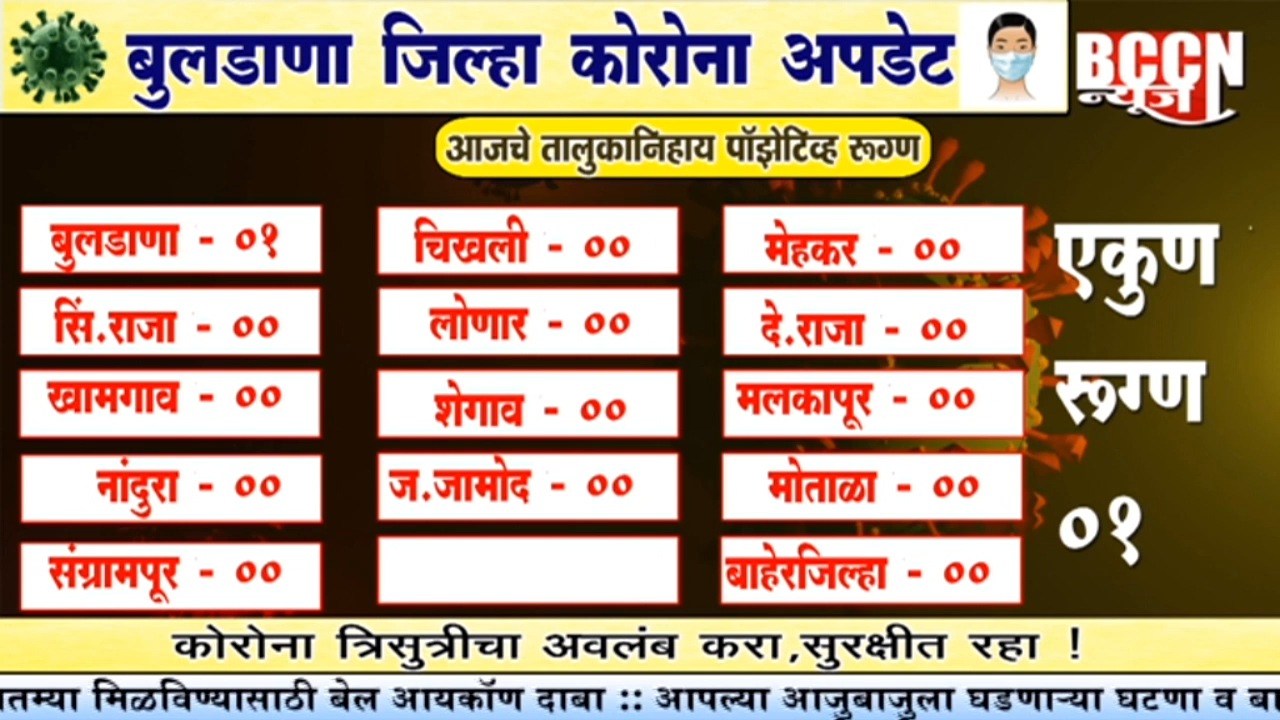 बुलडाणा जिल्हा कोरोना अपडेट
BCCN
न्यूज
आजचे तालुकानिहाय पॉझेटिव्ह रूग्ण
बुलडाणा - ०१
चिखली - ००
मेहकर - ००
सिं.राजा - ००
लोणार - ००
दे.राजा - ००
खामगाव - ००
शेगाव - ००
मलकापूर - ००
नांदुरा - ००
ज.जामोद - ००
मोताळा - ००
संग्रामपूर - ००
बाहेरजिल्हा - ००
एकुण
रूग्ण
०१
कोरोना त्रिसुत्रीचा अवलंब करा,सुरक्षीत रहा !
ातम्या मिळविण्यासाठी बेल आयकॉण दाबा :: आपल्या आजुबाजुला घडणाऱ्या घटणा व बा